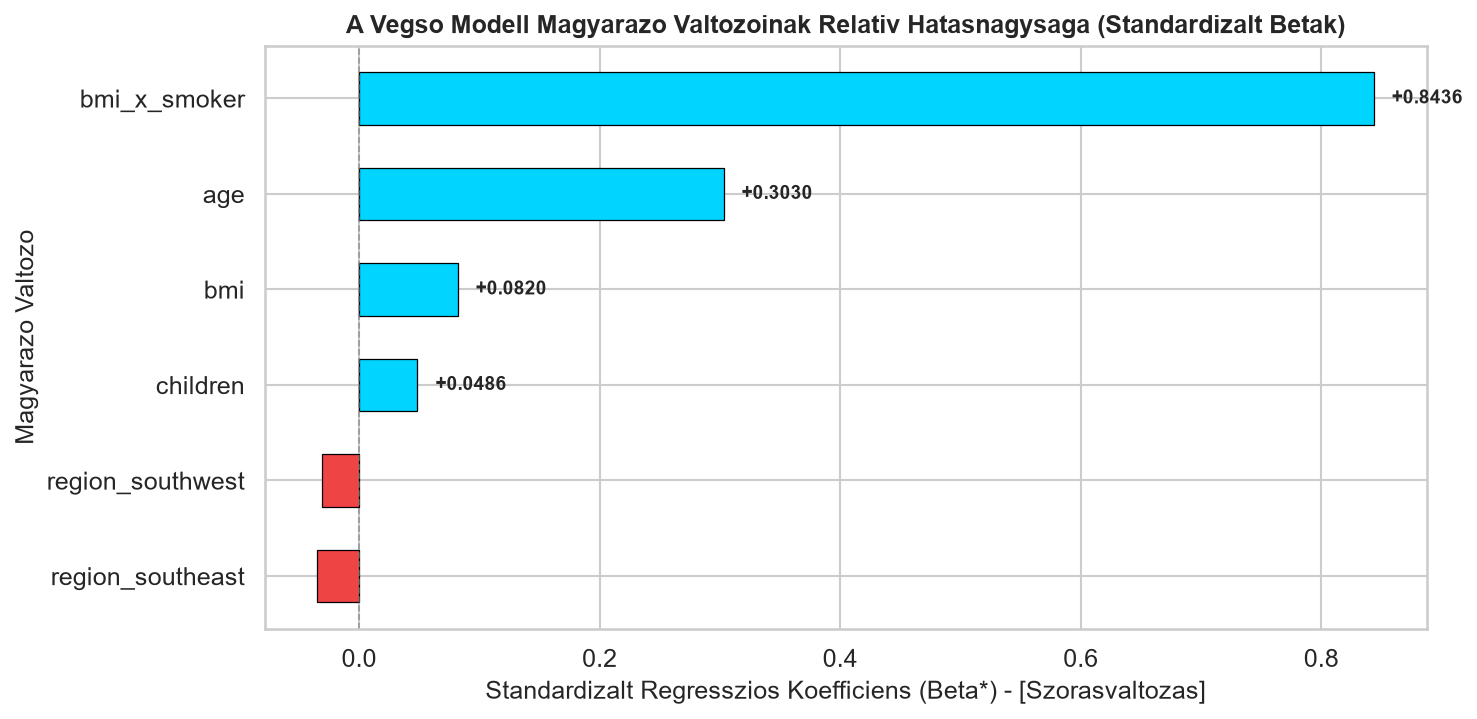 A Vegso Modell Magyarazo Valtozoinak Relativ Hatasnagysaga (Standardizalt Betak)
Magyarazo Valtozo
bmi_x_smoker +0.8436
age +0.3030
bmi +0.0820
children +0.0486
region_southwest
region_southeast
0.0 0.2 0.4 0.6 0.8
Standardizalt Regresszios Koefficiens (Beta*) - [Szorasvaltozas]